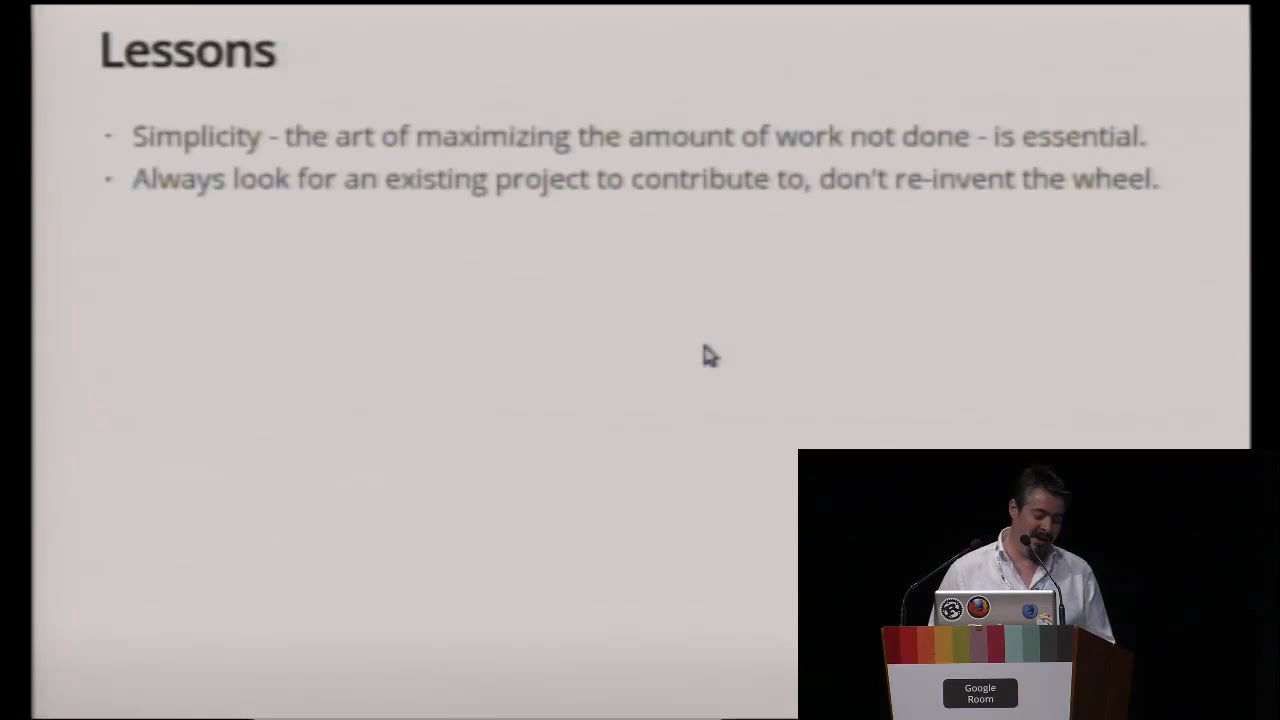 Lessons
· Simplicity - the art of maximizing the amount of work not done - is essential.
· Always look for an existing project to contribute to, don't re-invent the wheel.
Google
Room